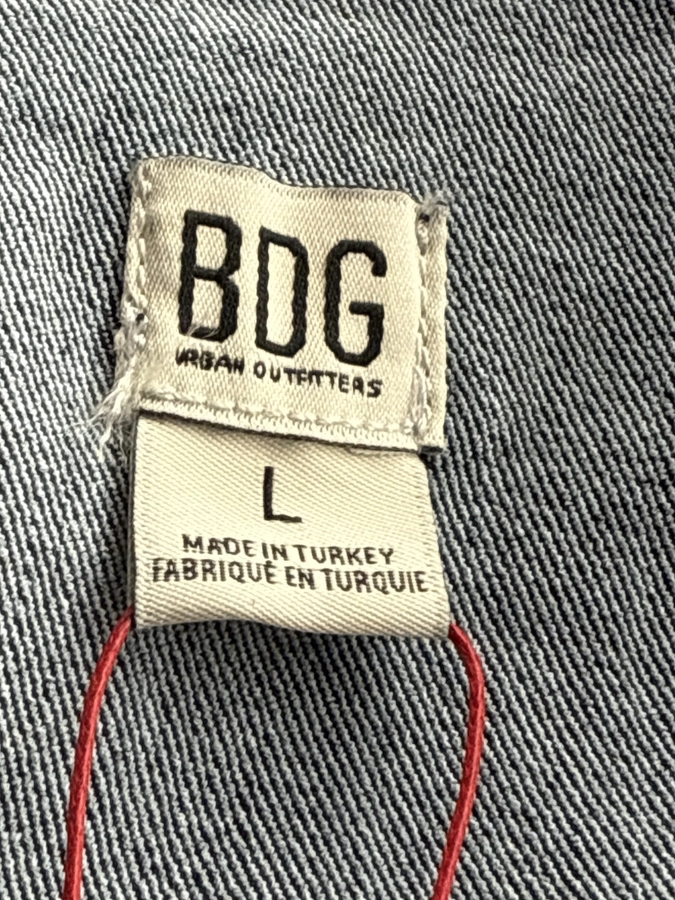 BDG
URBAN OUTFITTERS
L
MADE IN TURKEY
FABRIQUÉ EN TURQUIE